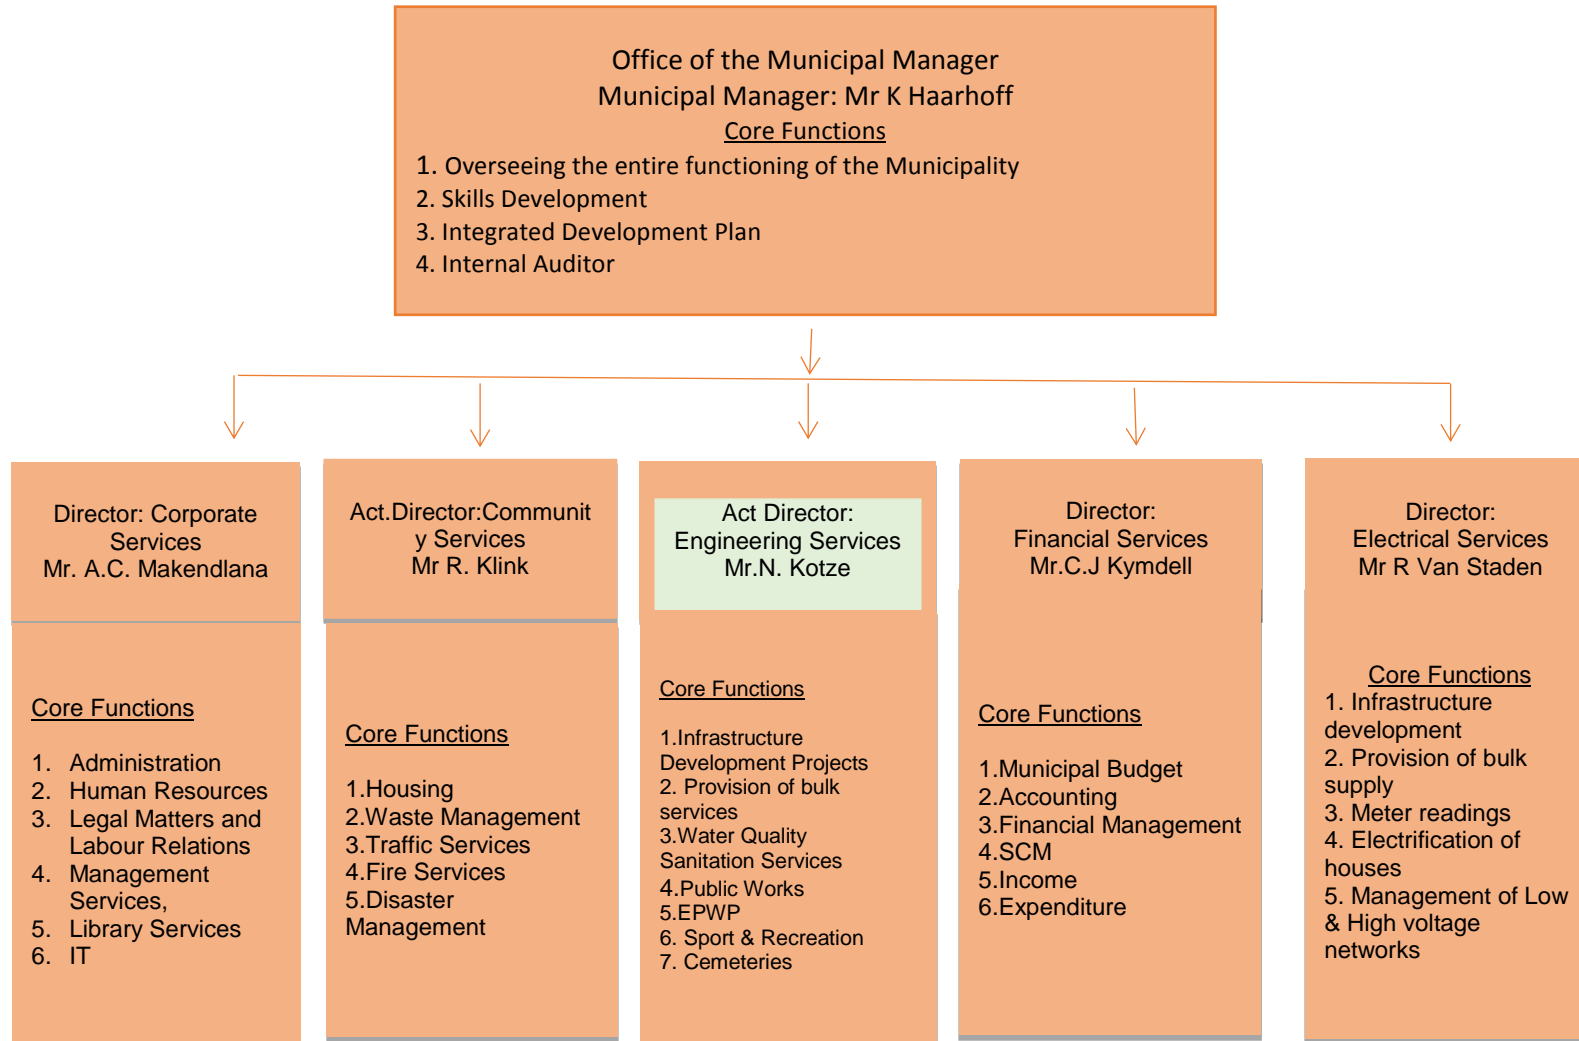 Office of the Municipal Manager
Municipal Manager: Mr K Haarhoff
Core Functions
1. Overseeing the entire functioning of the Municipality
2. Skills Development
3. Integrated Development Plan
4. Internal Auditor
Director: Corporate
Services
Mr. A.C. Makendlana
Core Functions
1. Administration
2. Human Resources
3. Legal Matters and
Labour Relations
4. Management
Services,
5. Library Services
6. IT
Act.Director:Communit
y Services
Mr R. Klink
Core Functions
1.Housing
2.Waste Management
3.Traffic Services
4.Fire Services
5.Disaster
Management
Act Director:
Engineering Services
Mr.N. Kotze
Core Functions
1.Infrastructure
Development Projects
2. Provision of bulk
services
3.Water Quality
Sanitation Services
4.Public Works
5.EPWP
6. Sport & Recreation
7. Cemeteries
Director:
Financial Services
Mr.C.J Kymdell
Core Functions
1.Municipal Budget
2.Accounting
3.Financial Management
4.SCM
5.Income
6.Expenditure
Director:
Electrical Services
Mr R Van Staden
Core Functions
1. Infrastructure
development
2. Provision of bulk
supply
3. Meter readings
4. Electrification of
houses
5. Management of Low
& High voltage
networks